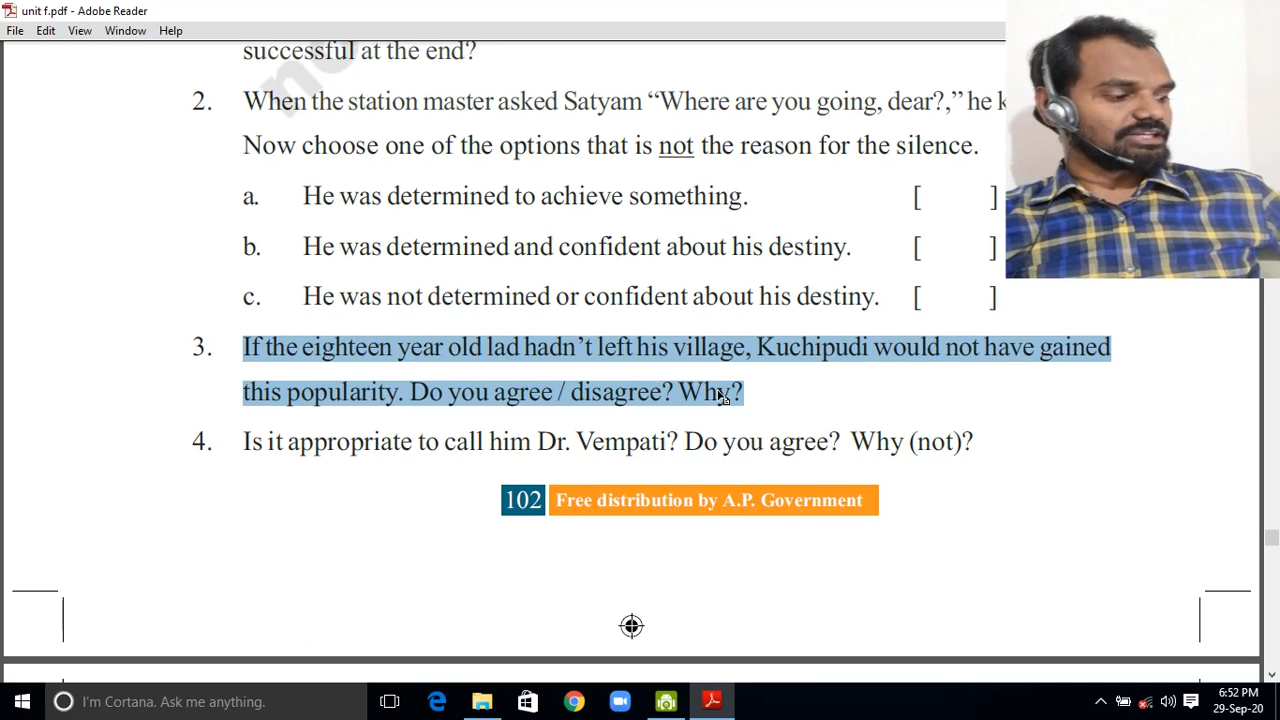 unit f.pdf - Adobe Reader
File Edit View Window Help
successful at the end?
2. When the station master asked Satyam “Where are you going, dear?,” he
Now choose one of the options that is not the reason for the silence.
a. He was determined to achieve something. [ ]
b. He was determined and confident about his destiny. [ ]
c. He was not determined or confident about his destiny. [ ]
3. If the eighteen year old lad hadn’t left his village, Kuchipudi would not have gained
this popularity. Do you agree / disagree? Why?
4. Is it appropriate to call him Dr. Vempati? Do you agree? Why (not)?
102 Free distribution by A.P. Government
I'm Cortana. Ask me anything.
6:52 PM
29-Sep-20